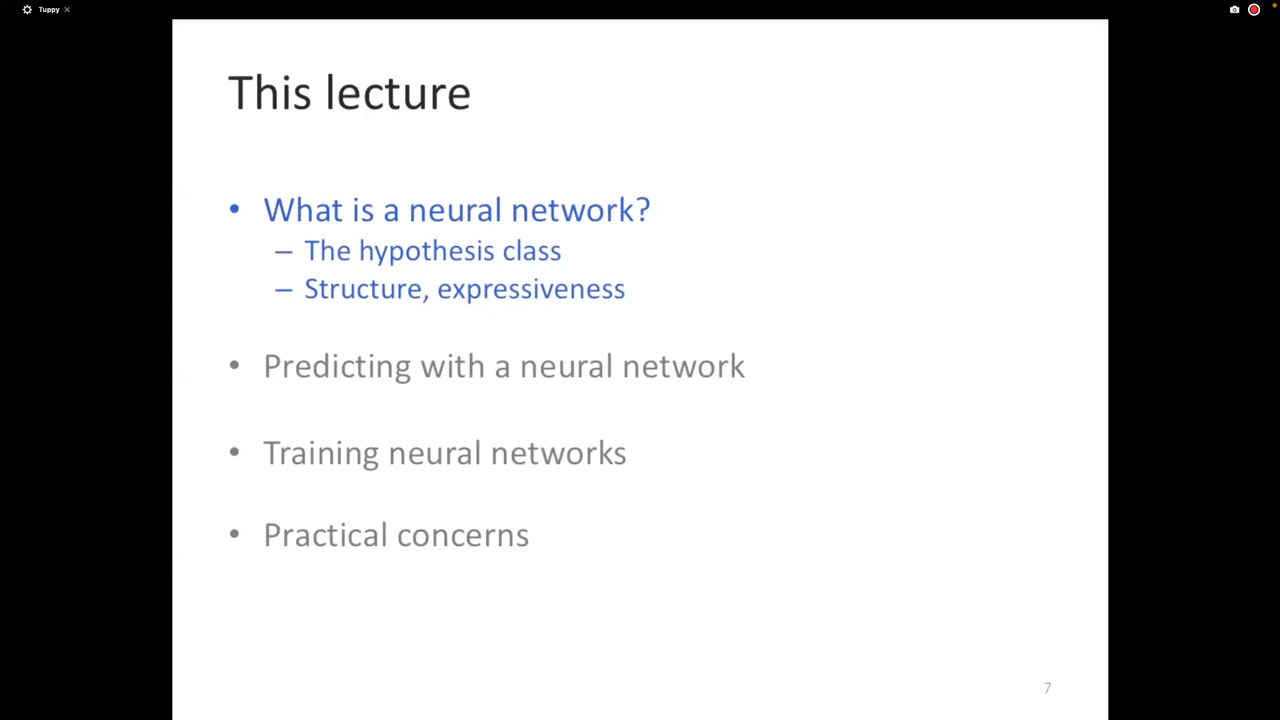 Tuppy
This lecture
• What is a neural network?
– The hypothesis class
– Structure, expressiveness
• Predicting with a neural network
• Training neural networks
• Practical concerns
7